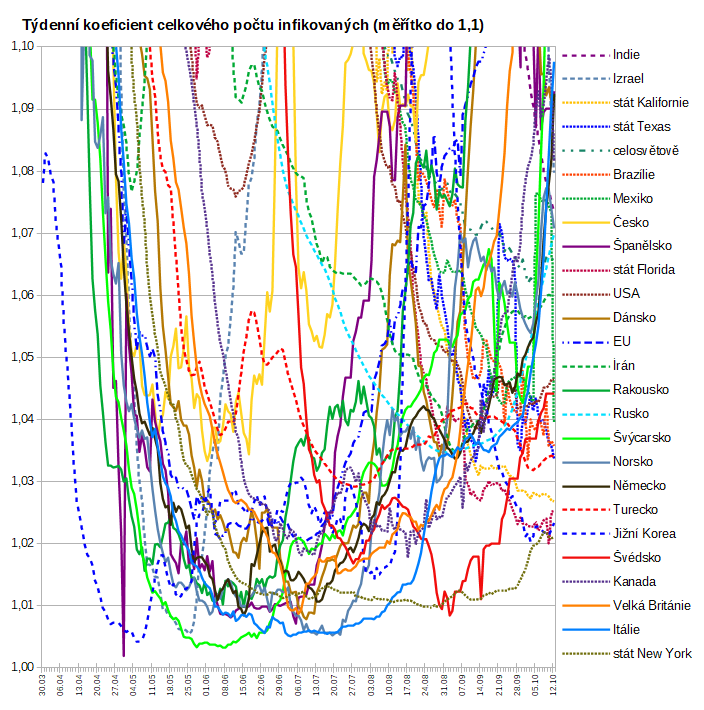 Týdenní koeficient celkového počtu infikovaných (měřítko do 1,1)
1,10
1,09
1,08
1,07
1,06
1,05
1,04
1,03
1,02
1,01
1,00
30.03
06.04
13.04
20.04
27.04
04.05
11.05
18.05
25.05
01.06
08.06
15.06
22.06
29.06
06.07
13.07
20.07
27.07
03.08
10.08
17.08
24.08
31.08
07.09
14.09
21.09
28.09
05.10
12.10
Indie
Izrael
stát Kalifornie
stát Texas
celosvětově
Brazílie
Mexiko
Česko
Španělsko
stát Florida
USA
Dánsko
EU
Írán
Rakousko
Rusko
Švýcarsko
Norsko
Německo
Turecko
Jižní Korea
Švédsko
Kanada
Velká Británie
Itálie
stát New York